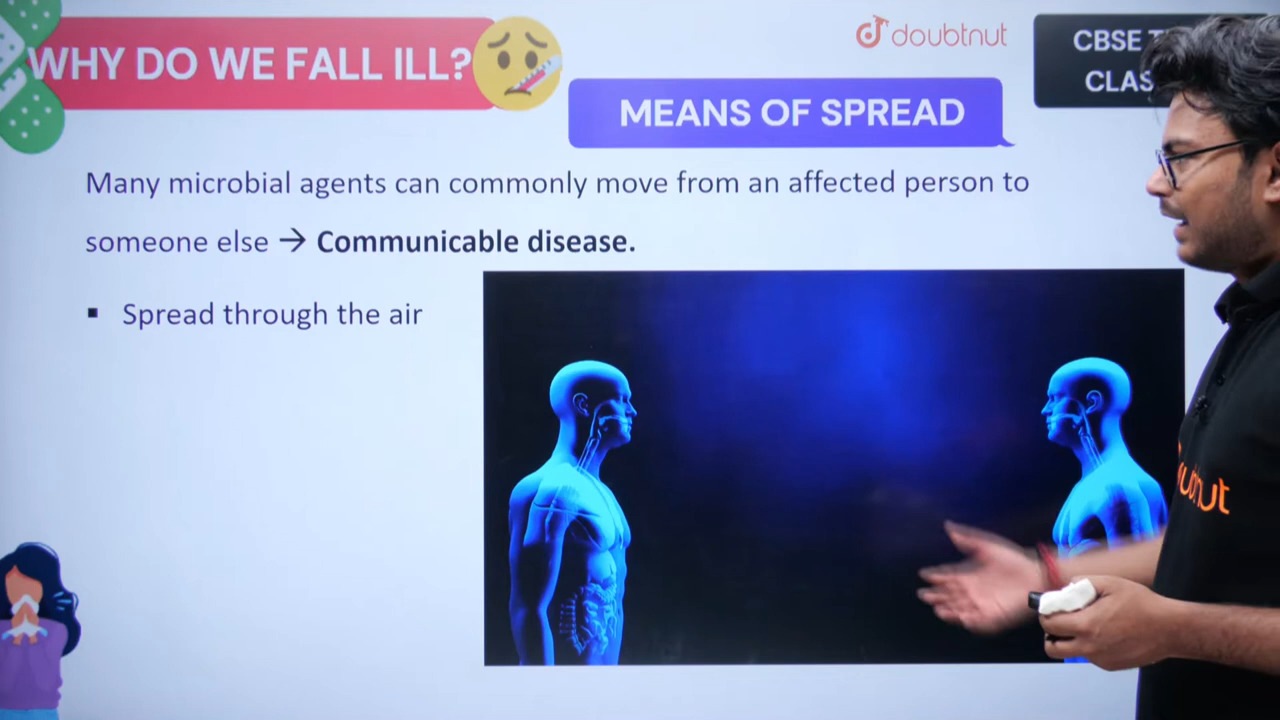 WHY DO WE FALL ILL?
doubtnut
CBSE
CLAS
MEANS OF SPREAD
Many microbial agents can commonly move from an affected person to
someone else → Communicable disease.
▪ Spread through the air